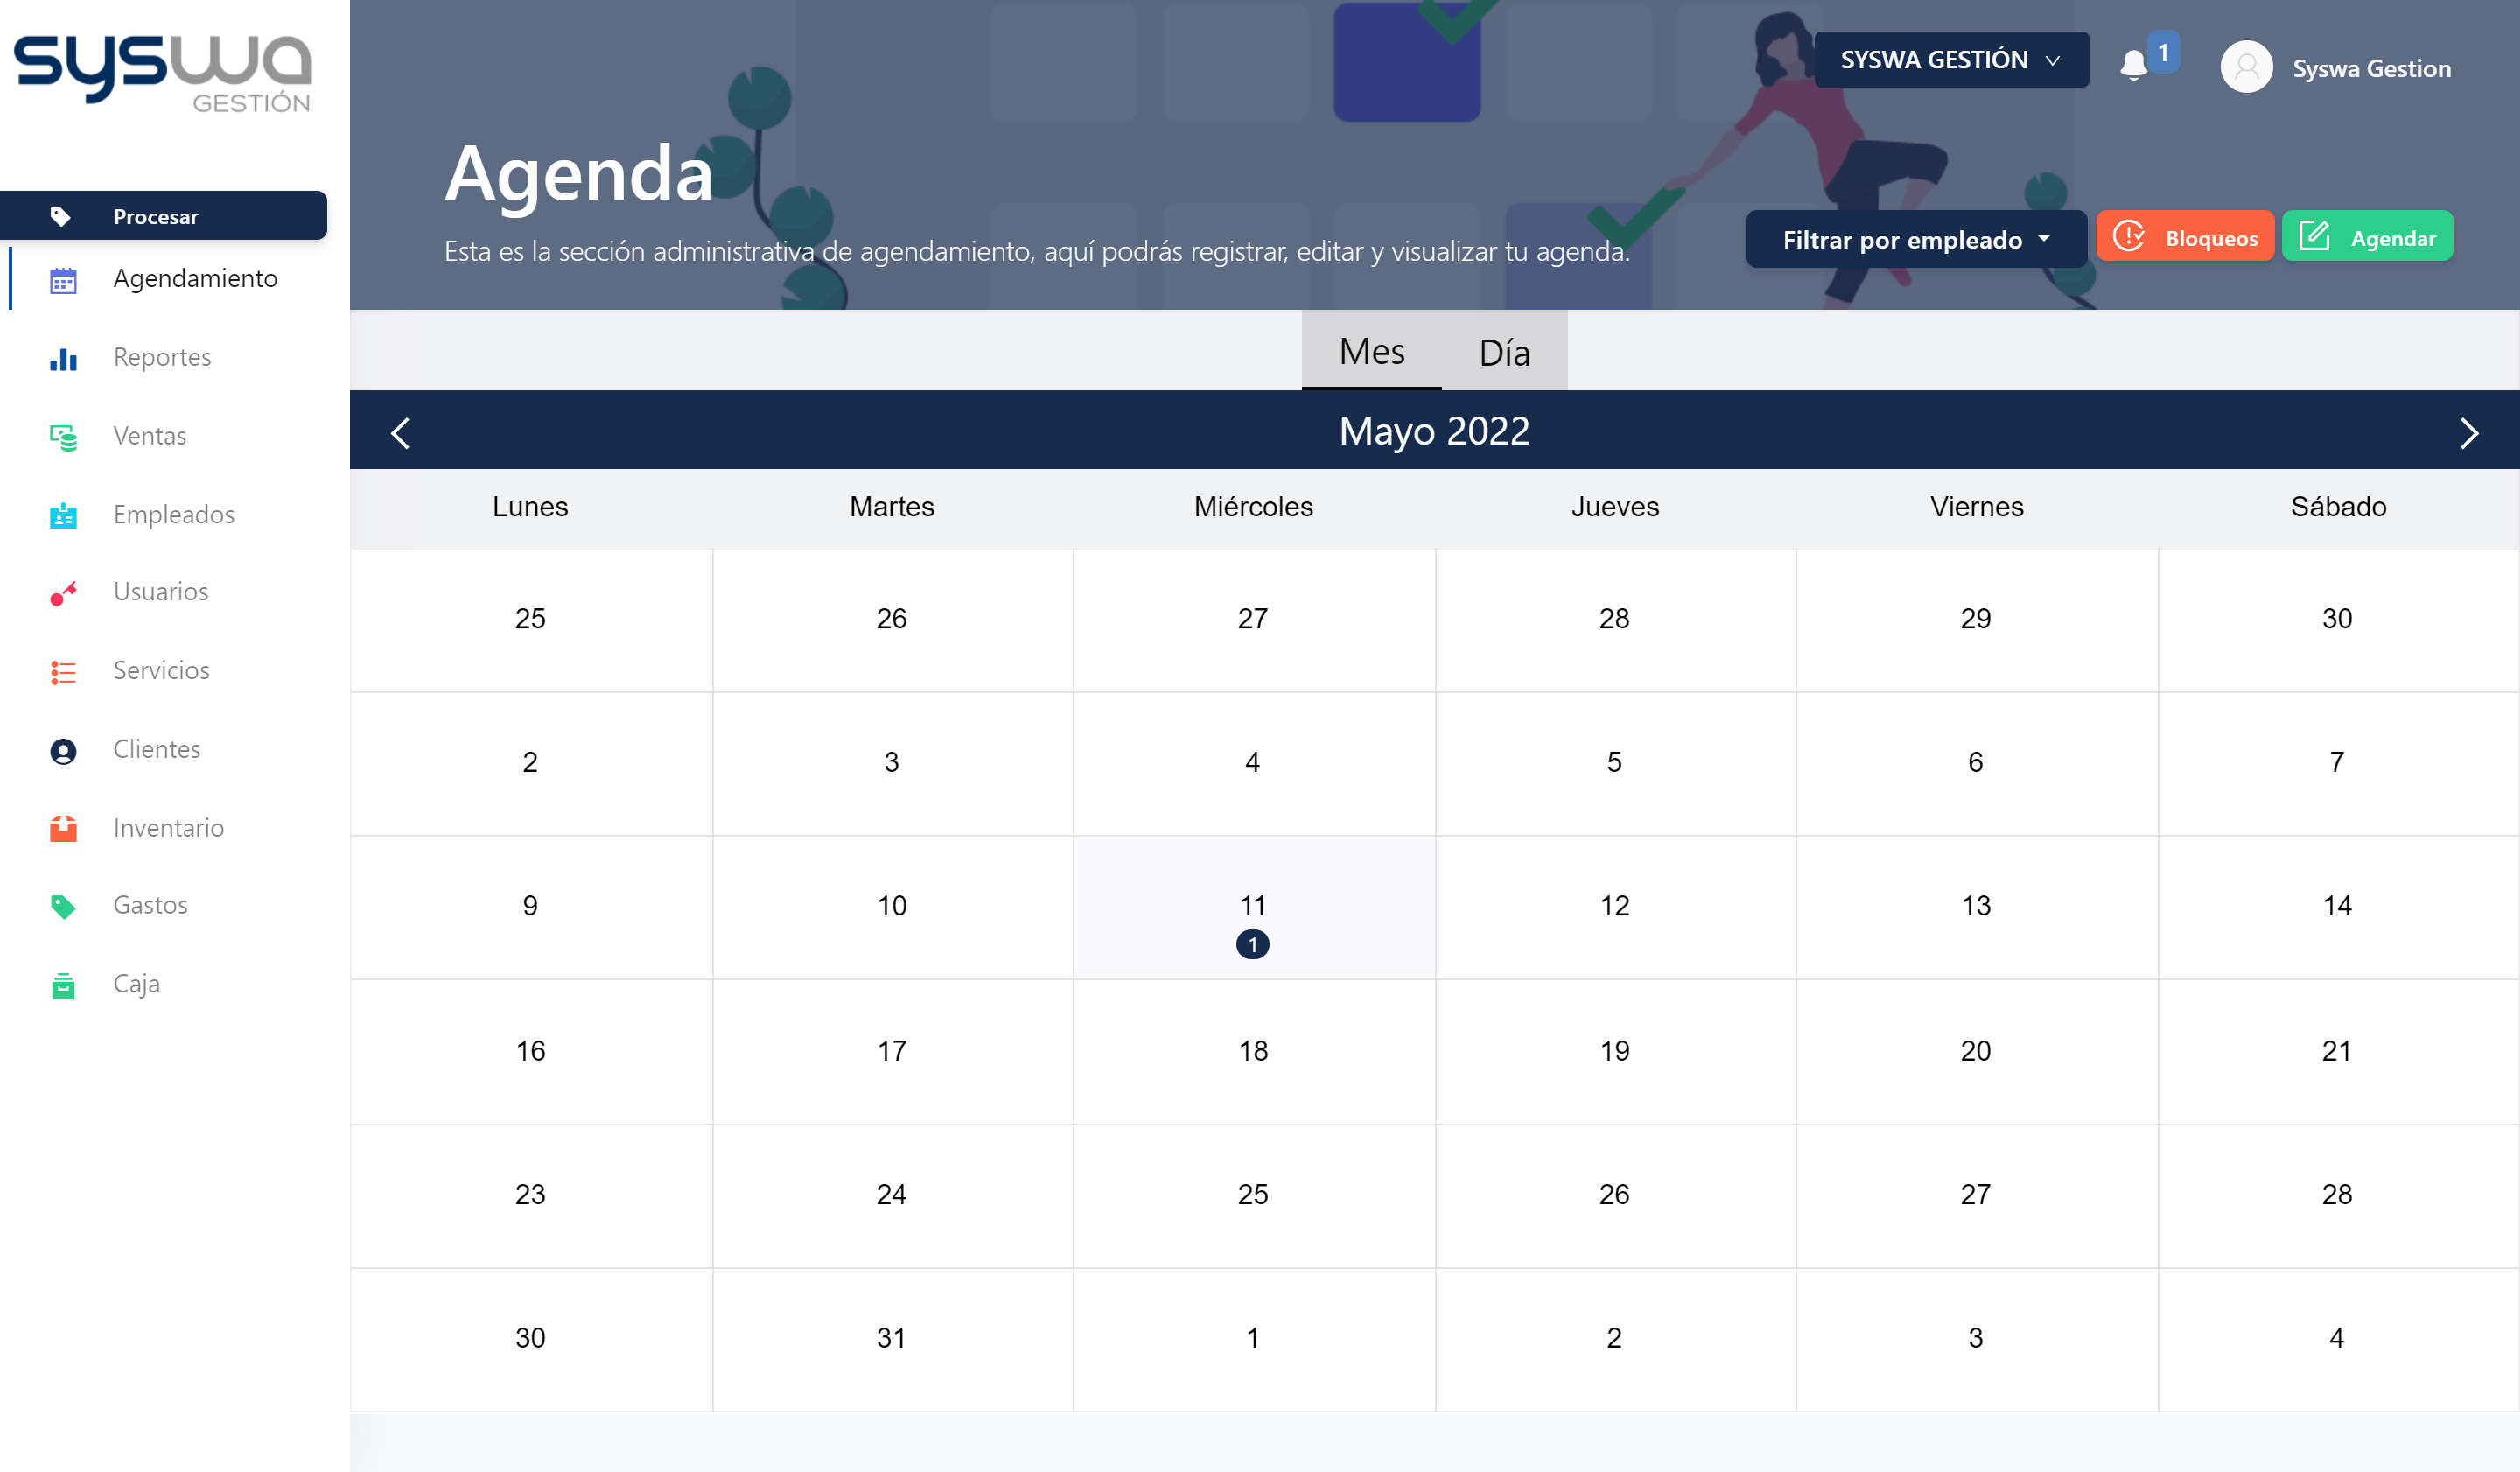 syswa
GESTIÓN
SYSWA GESTIÓN
1
Syswa Gestion
Agenda
Esta es la sección administrativa de agendamiento, aquí podrás registrar, editar y visualizar tu agenda.
Filtrar por empleado
Bloqueos
Agendar
Procesar
Agendamiento
Reportes
Ventas
Empleados
Usuarios
Servicios
Clientes
Inventario
Gastos
Caja
Mes Día
Mayo 2022
Lunes Martes Miércoles Jueves Viernes Sábado
25 26 27 28 29 30
2 3 4 5 6 7
9 10 11 12 13 14
1
16 17 18 19 20 21
23 24 25 26 27 28
30 31 1 2 3 4